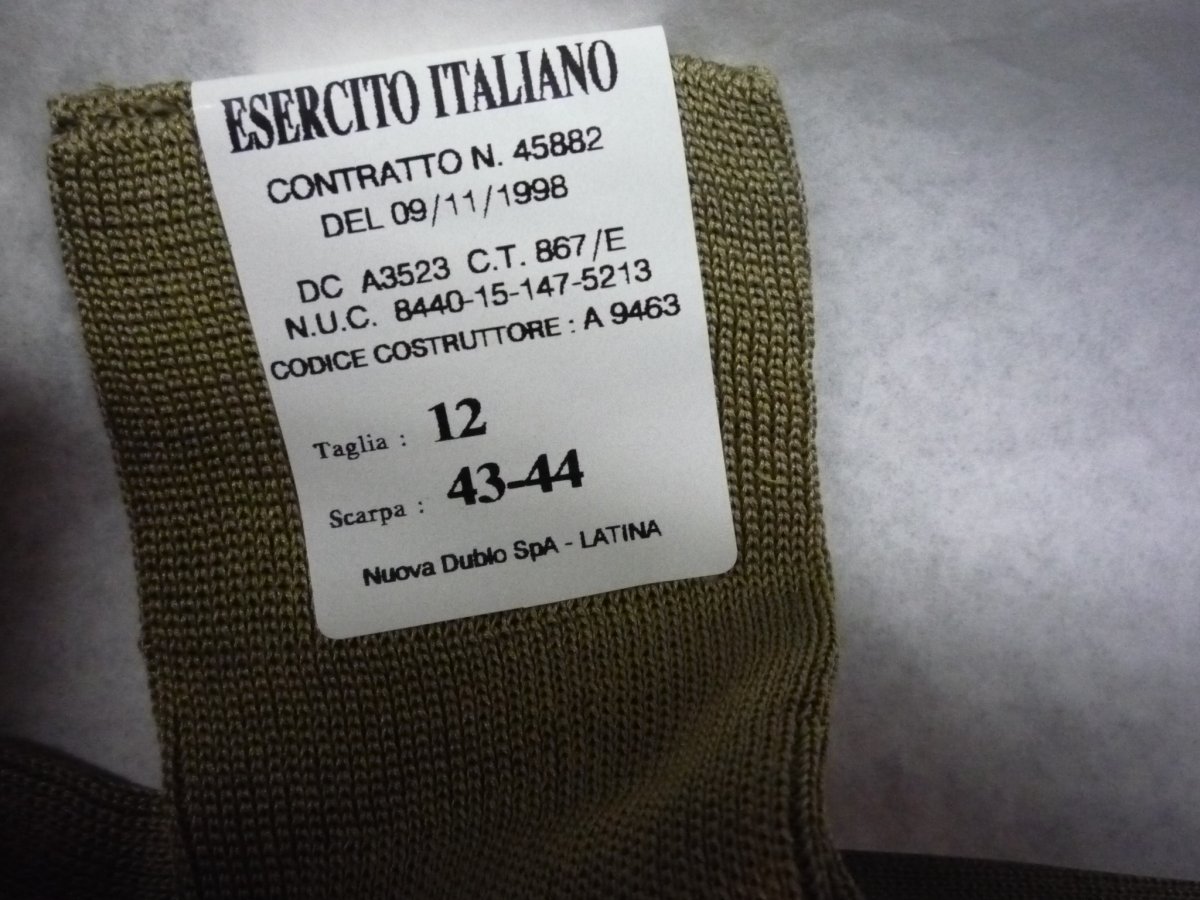 ESERCITO ITALIANO
CONTRATTO N. 45882
DEL 09/11/1998
DC A3523 C.T. 867/E
N.U.C. 8440-15-147-5213
CODICE COSTRUTTORE : A 9463
Taglia : 12
Scarpa : 43-44
Nuova Dublo SpA - LATINA